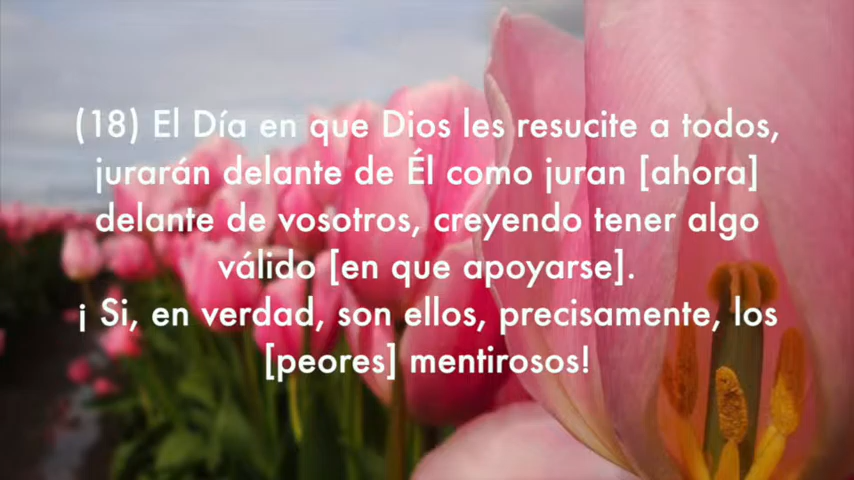 (18) El Día en que Dios les resucite a todos,
jurarán delante de Él como juran [ahora]
delante de vosotros, creyendo tener algo
válido [en que apoyarse].
¡ Si, en verdad, son ellos, precisamente, los
[peores] mentirosos!